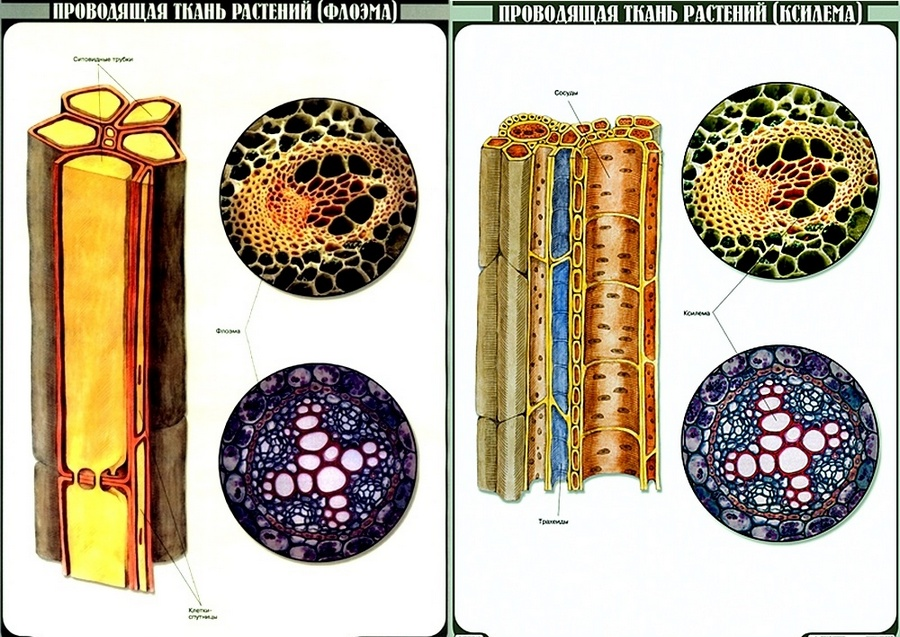 ПРОВОДЯЩАЯ ТКАНЬ РАСТЕНИЙ (ФЛОЭМА)
Ситовидные трубки
Флоэма
Клетки-
спутницы
ПРОВОДЯЩАЯ ТКАНЬ РАСТЕНИЙ (КСИЛЕМА)
Сосуды
Ксилема
Трахеиды